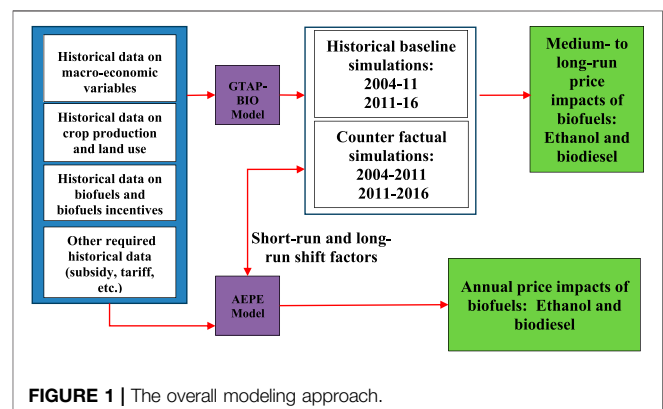 Historical data on
macro-economic
variables
Historical data on
crop production
and land use
Historical data on
biofuels and
biofuels incentives
Other required
historical data
(subsidy, tariff,
etc.)
GTAP-
BIO
Model
Historical baseline
simulations:
2004-11
2011-16
Counter factual
simulations:
2004-2011
2011-2016
Medium- to
long-run
price
impacts of
biofuels:
Ethanol and
biodiesel
Short-run and long-
run shift factors
AEPE
Model
Annual price impacts of
biofuels: Ethanol and
biodiesel
FIGURE 1 | The overall modeling approach.